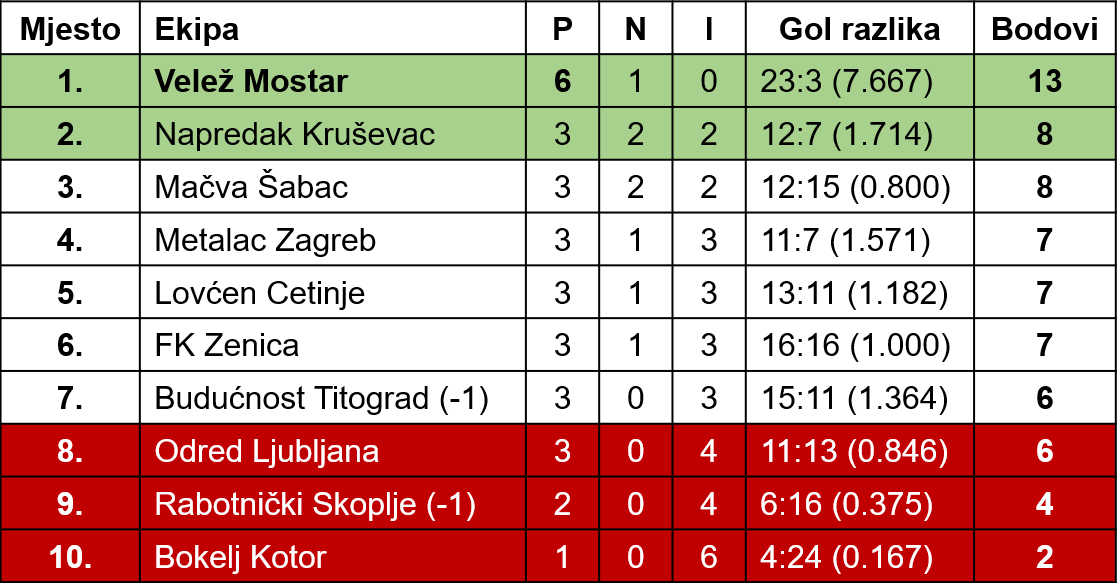 Mjesto Ekipa P N I Gol razlika Bodovi
1. Velež Mostar 6 1 0 23:3 (7.667) 13
2. Napredak Kruševac 3 2 2 12:7 (1.714) 8
3. Mačva Šabac 3 2 2 12:15 (0.800) 8
4. Metalac Zagreb 3 1 3 11:7 (1.571) 7
5. Lovćen Cetinje 3 1 3 13:11 (1.182) 7
6. FK Zenica 3 1 3 16:16 (1.000) 7
7. Budućnost Titograd (-1) 3 0 3 15:11 (1.364) 6
8. Odred Ljubljana 3 0 4 11:13 (0.846) 6
9. Rabotnički Skoplje (-1) 2 0 4 6:16 (0.375) 4
10. Bokelj Kotor 1 0 6 4:24 (0.167) 2